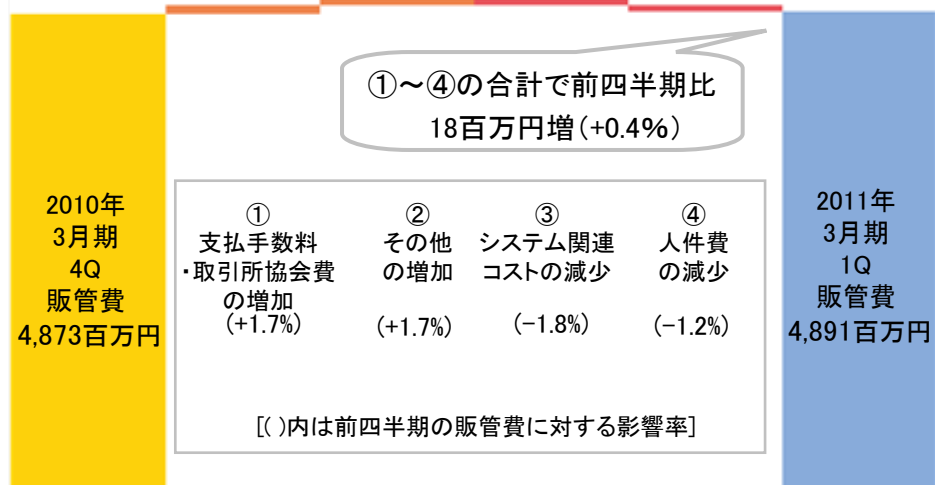 ①～④の合計で前四半期比
18百万円増（+0.4%）
2010年
3月期
4Q
販管費
4,873百万円
①
支払手数料
・取引所協会費
の増加
(+1.7%)
②
その他
の増加
(+1.7%)
③
システム関連
コストの減少
(−1.8%)
④
人件費
の減少
(−1.2%)
[( )内は前四半期の販管費に対する影響率]
2011年
3月期
1Q
販管費
4,891百万円